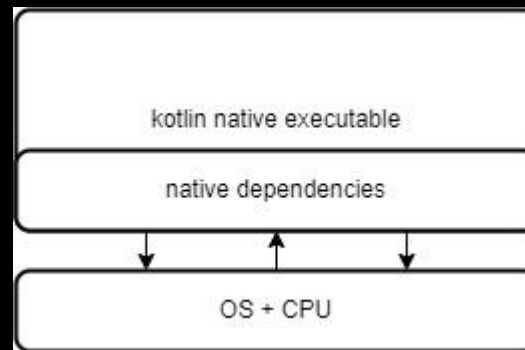 kotlin native executable
native dependencies
OS + CPU